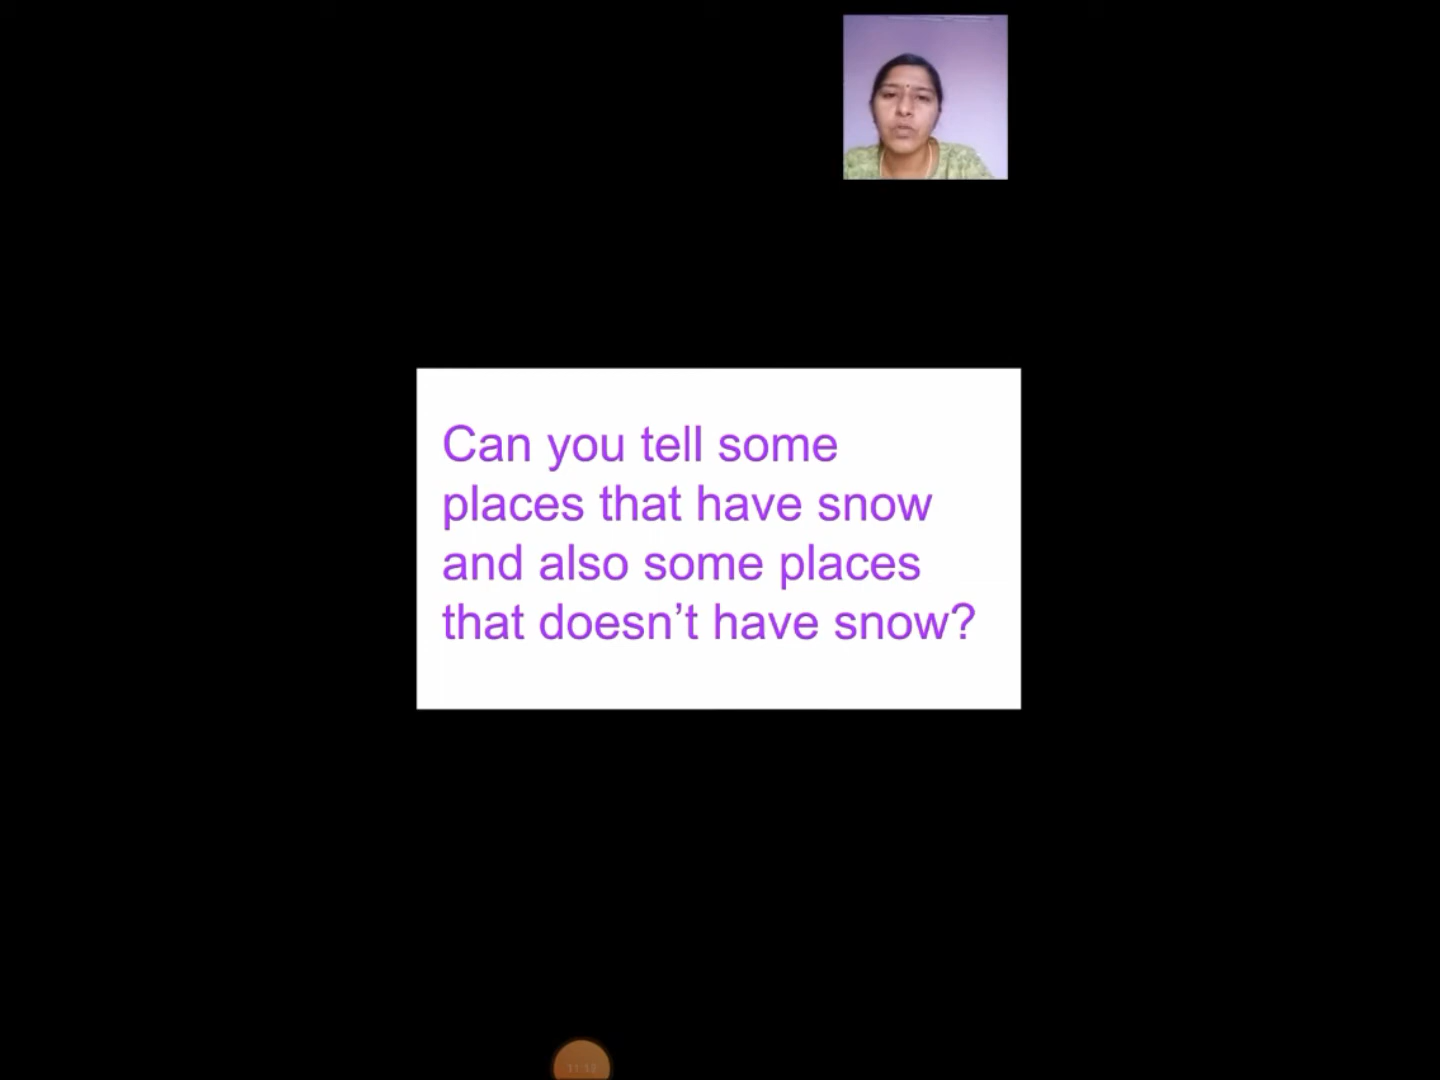 Can you tell some
places that have snow
and also some places
that doesn’t have snow?